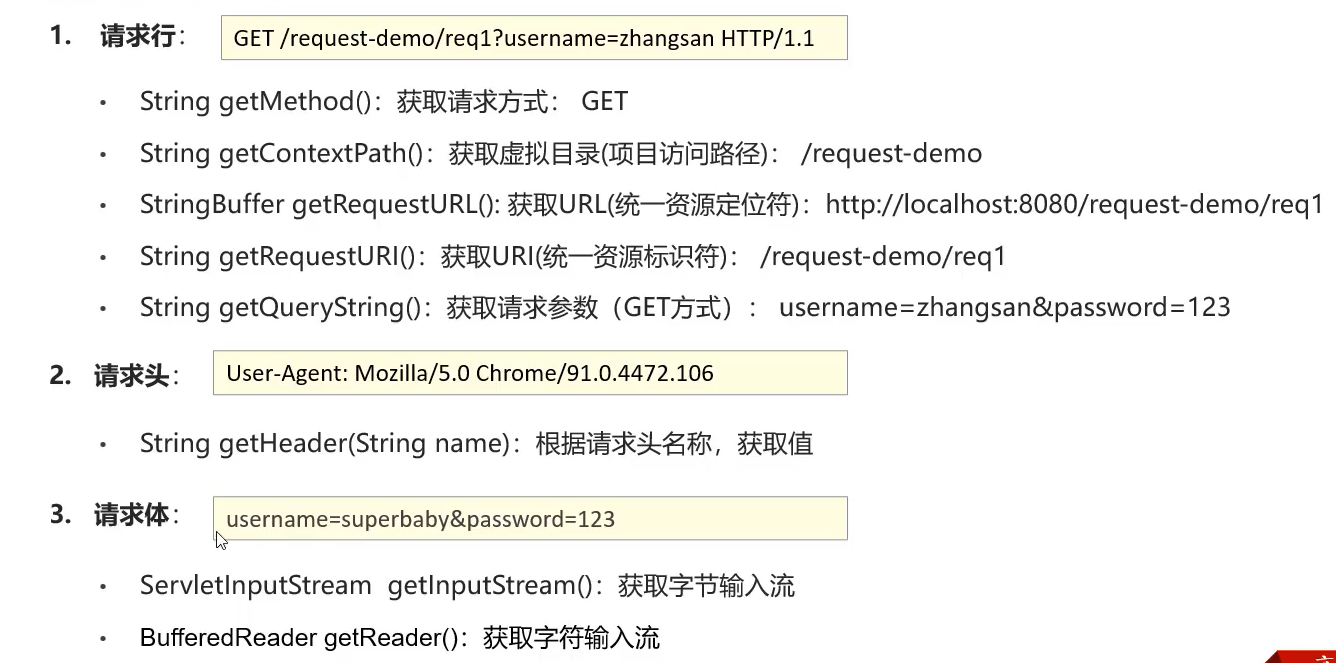 1. 请求行： GET /request-demo/req1?username=zhangsan HTTP/1.1
• String getMethod()：获取请求方式： GET
• String getContextPath()：获取虚拟目录(项目访问路径)： /request-demo
• StringBuffer getRequestURL(): 获取URL(统一资源定位符)：http://localhost:8080/request-demo/req1
• String getRequestURI()：获取URI(统一资源标识符)： /request-demo/req1
• String getQueryString()：获取请求参数（GET方式）： username=zhangsan&password=123
2. 请求头： User-Agent: Mozilla/5.0 Chrome/91.0.4472.106
• String getHeader(String name)：根据请求头名称，获取值
3. 请求体： username=superbaby&password=123
• ServletInputStream getInputStream()：获取字节输入流
• BufferedReader getReader()：获取字符输入流